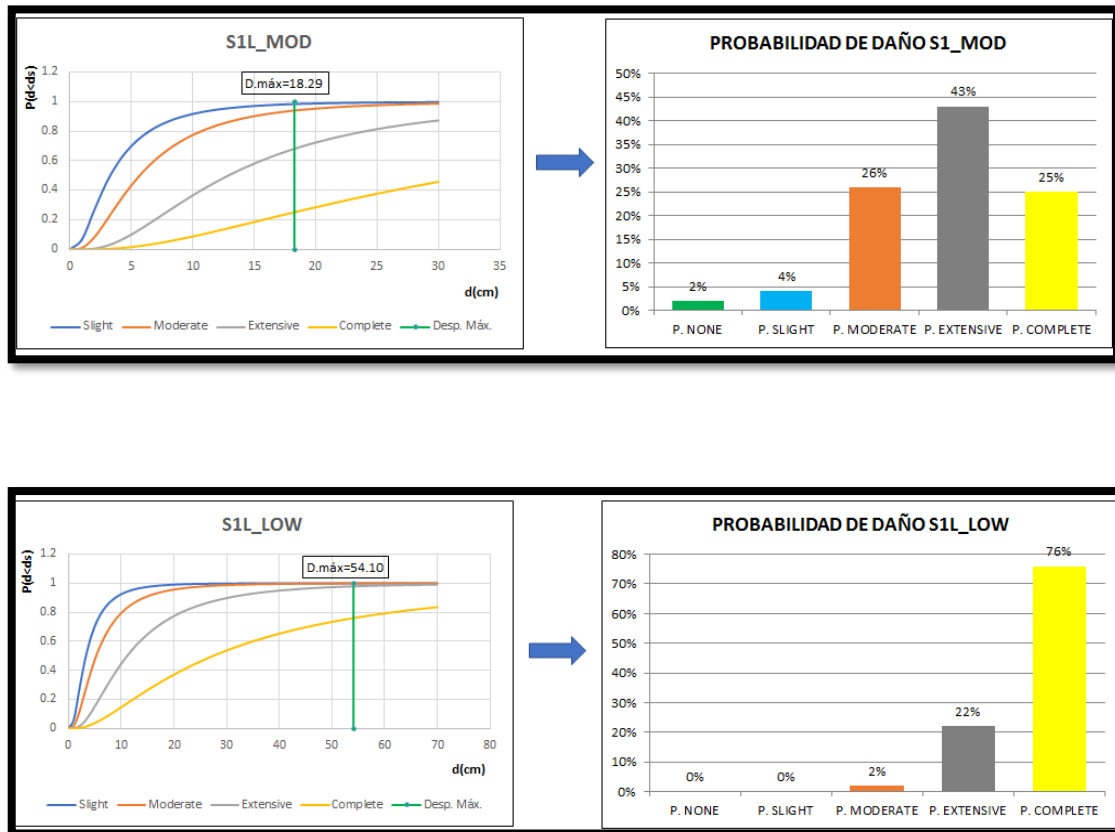 S1L_MOD
P(d<ds)
D.máx=18.29
1.2
1
0.8
0.6
0.4
0.2
0
0 5 10 15 20 25 30 35
d(cm)
Slight Moderate Extensive Complete Desp. Máx.
PROBABILIDAD DE DAÑO S1_MOD
50%
45%
40%
35%
30%
25%
20%
15%
10%
5%
0%
2% 4% 26% 43% 25%
P. NONE P. SLIGHT P. MODERATE P. EXTENSIVE P. COMPLETE
S1L_LOW
P(d<ds)
D.máx=54.10
1.2
1
0.8
0.6
0.4
0.2
0
0 10 20 30 40 50 60 70 80
d(cm)
Slight Moderate Extensive Complete Desp. Máx.
PROBABILIDAD DE DAÑO S1L_LOW
80%
70%
60%
50%
40%
30%
20%
10%
0%
0% 0% 2% 22% 76%
P. NONE P. SLIGHT P. MODERATE P. EXTENSIVE P. COMPLETE